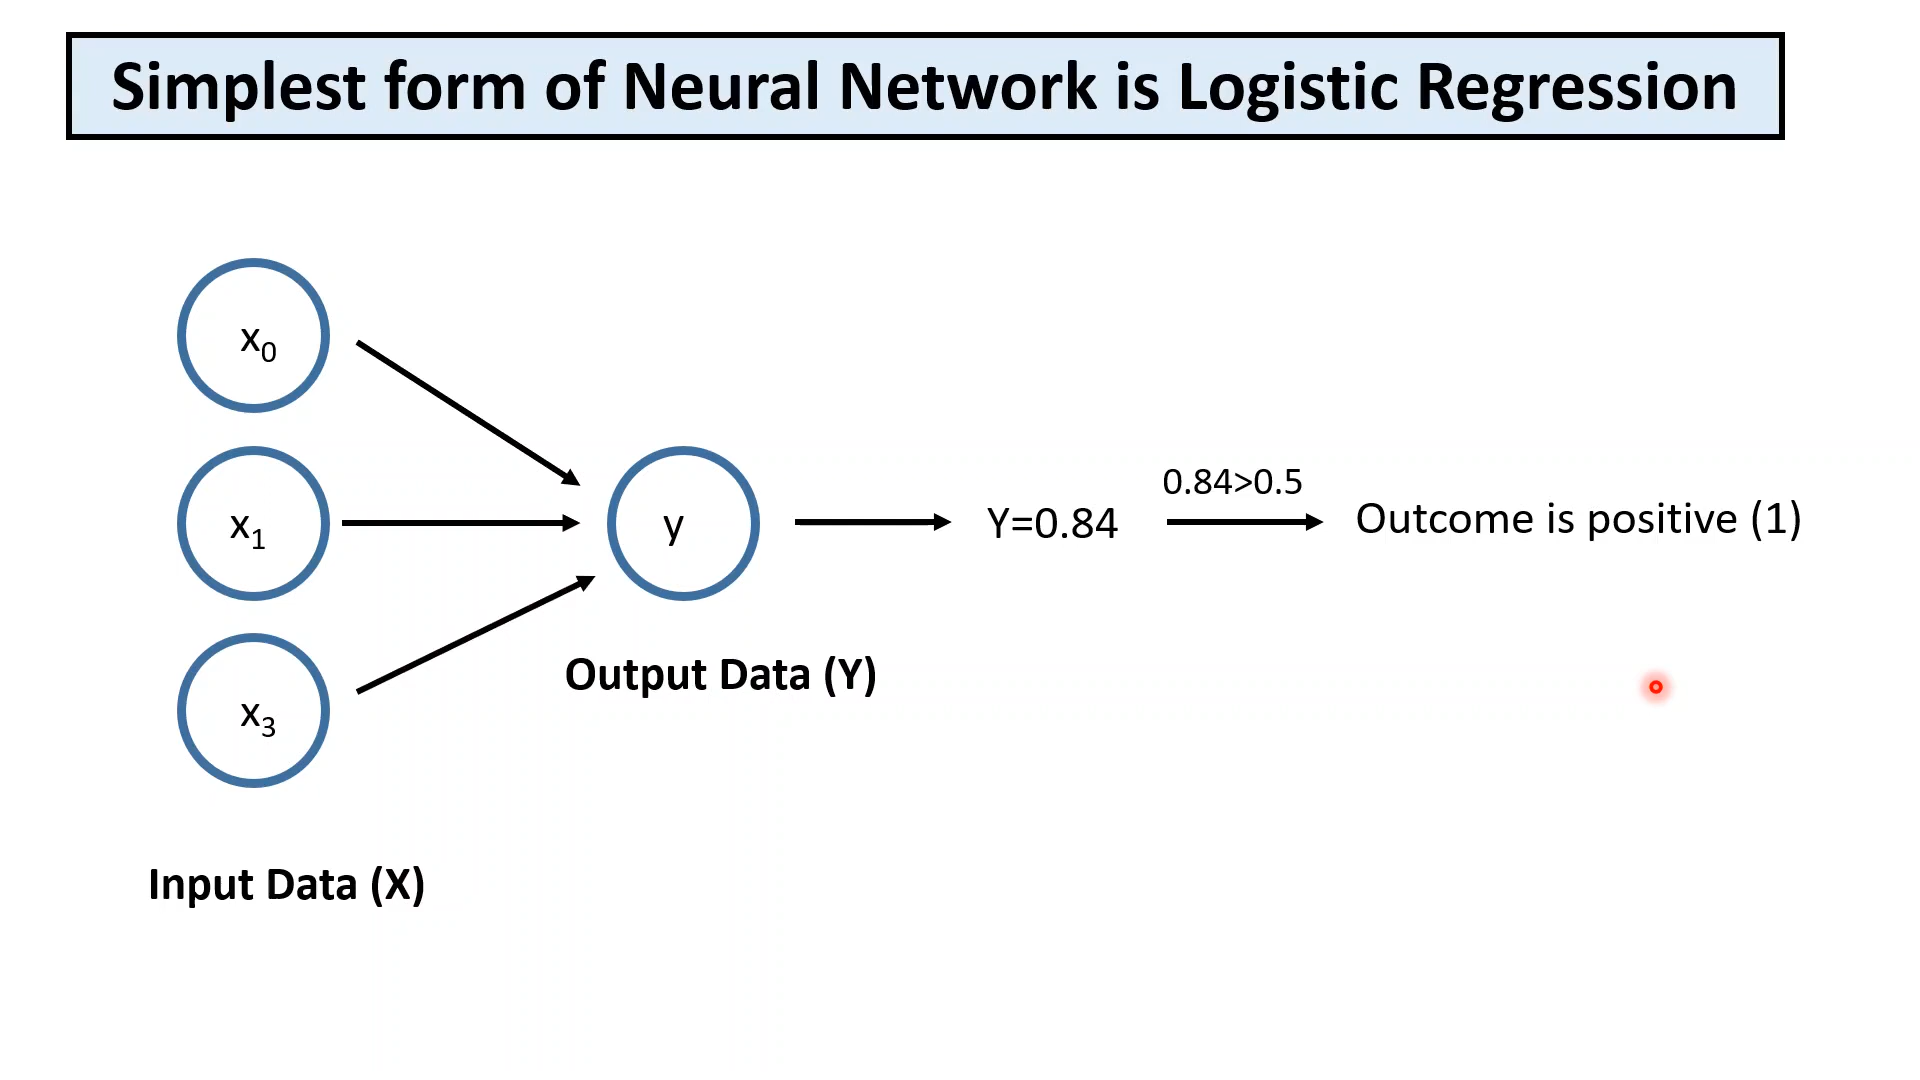 Simplest form of Neural Network is Logistic Regression
x₀
x₁
x₃
y
Y=0.84
0.84>0.5
Outcome is positive (1)
Output Data (Y)
Input Data (X)